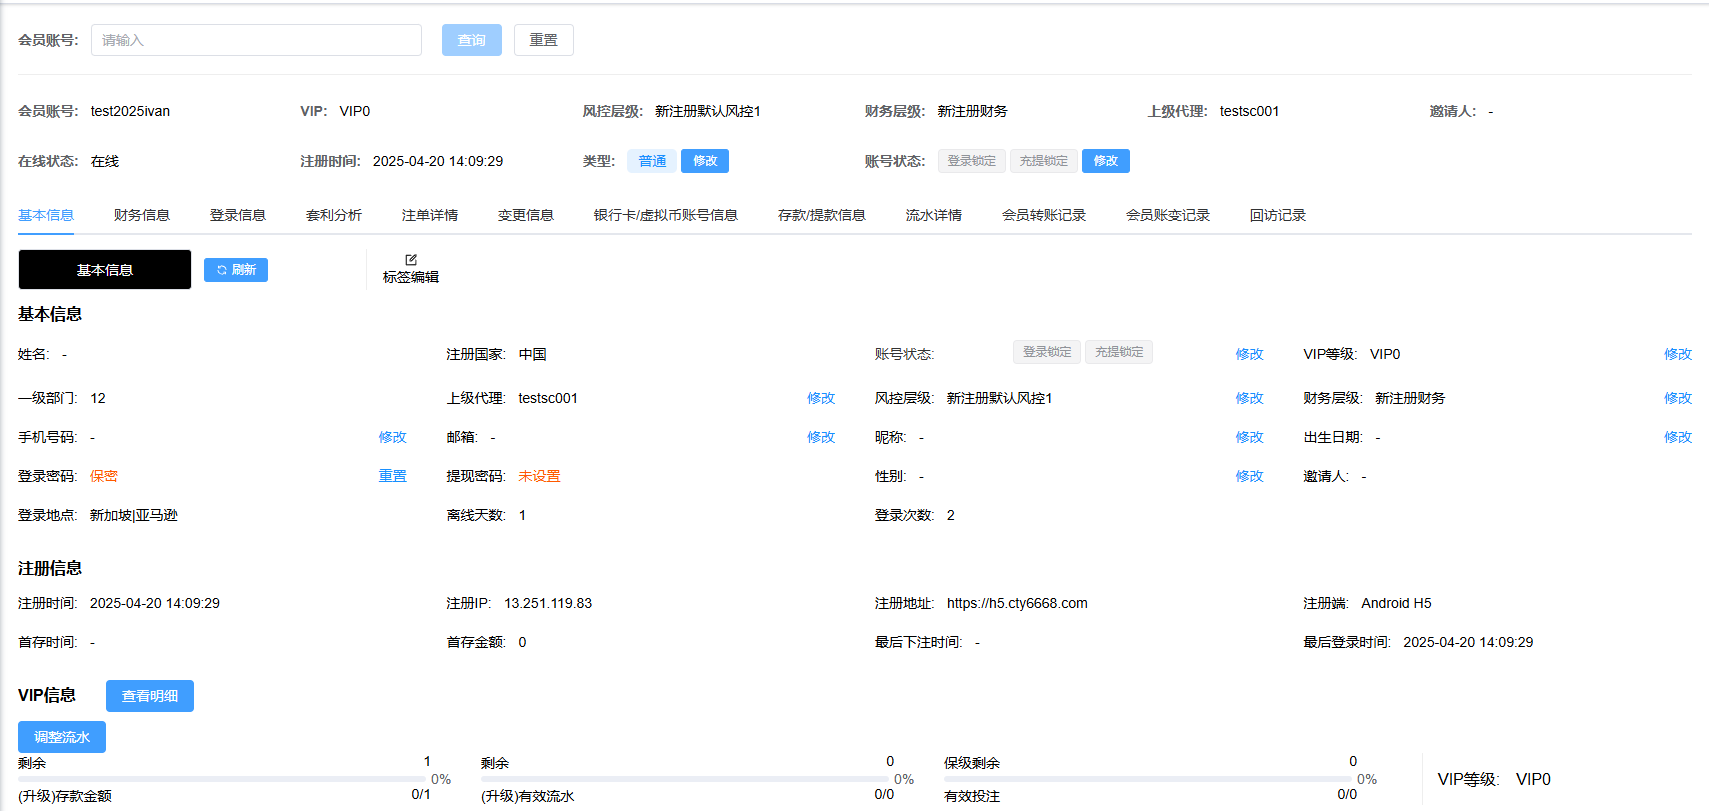 会员账号: 请输入 查询 重置
会员账号: test2025ivan VIP: VIP0 风控层级: 新注册默认风控1 财务层级: 新注册财务 上级代理: testsc001 邀请人: -
在线状态: 在线 注册时间: 2025-04-20 14:09:29 类型: 普通 修改 账号状态: 登录锁定 充提锁定 修改
基本信息 财务信息 登录信息 套利分析 注单详情 变更信息 银行卡/虚拟币账号信息 存款/提款信息 流水详情 会员转账记录 会员账变记录 回访记录
基本信息 刷新 标签编辑
基本信息
姓名: - 注册国家: 中国 账号状态: 登录锁定 充提锁定 修改 VIP等级: VIP0 修改
一级部门: 12 上级代理: testsc001 修改 风控层级: 新注册默认风控1 修改 财务层级: 新注册财务 修改
手机号码: - 修改 邮箱: - 修改 昵称: - 修改 出生日期: - 修改
登录密码: 保密 重置 提现密码: 未设置 性别: - 修改 邀请人: -
登录地点: 新加坡|亚马逊 离线天数: 1 登录次数: 2
注册信息
注册时间: 2025-04-20 14:09:29 注册IP: 13.251.119.83 注册地址: https://h5.cty6668.com 注册端: Android H5
首存时间: - 首存金额: 0 最后下注时间: - 最后登录时间: 2025-04-20 14:09:29
VIP信息 查看明细
调整流水
剩余 1 剩余 0 保级剩余 0
0% 0% 0% VIP等级: VIP0
(升级)存款金额 0/1 (升级)有效流水 0/0 有效投注 0/0